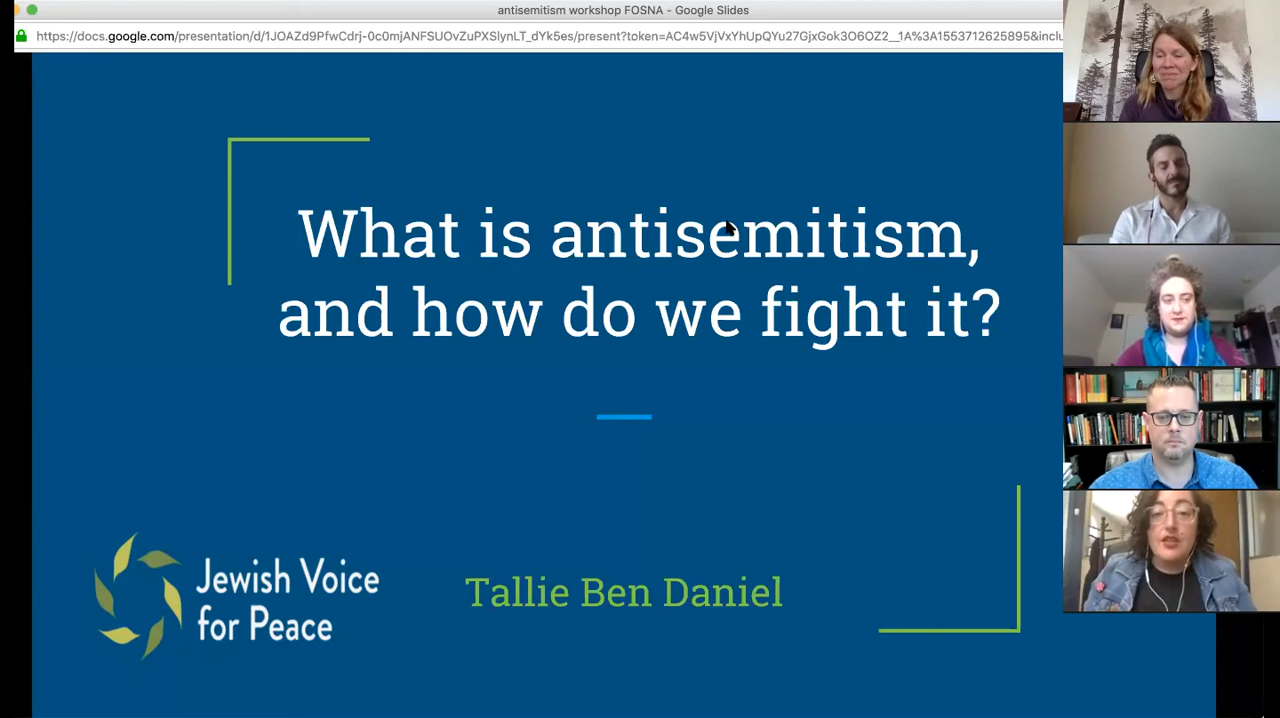 antisemitism workshop FOSNA - Google Slides
https://docs.google.com/presentation/d/1JOAZd9PfwCdrj-0c0mjANFSUOvZuPXSlynLT_dYk5es/present?token=AC4w5VjVxYhUpQYu27GjxGok3O6OZ2__1A%3A1553712625895&inclu
What is antisemitism,
and how do we fight it?
Jewish Voice
for Peace
Tallie Ben Daniel